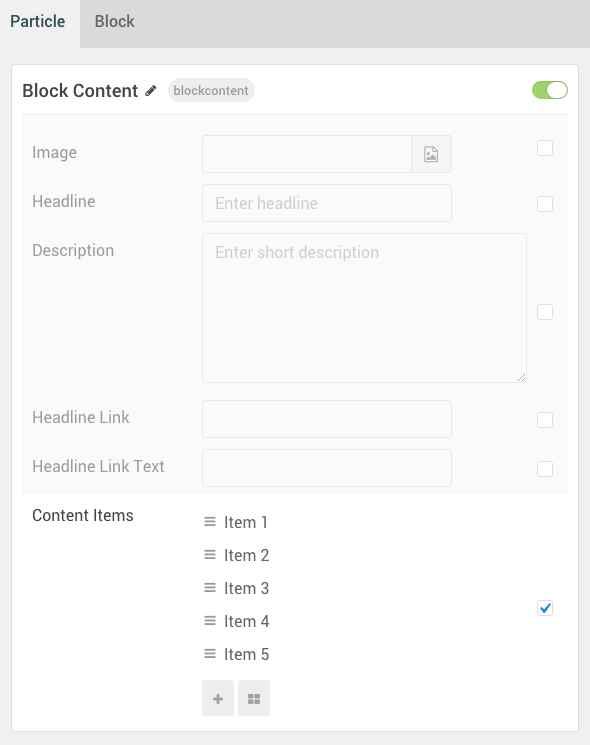 Particle Block
Block Content blockcontent
Image
Headline Enter headline
Description Enter short description
Headline Link
Headline Link Text
Content Items
Item 1
Item 2
Item 3
Item 4
Item 5